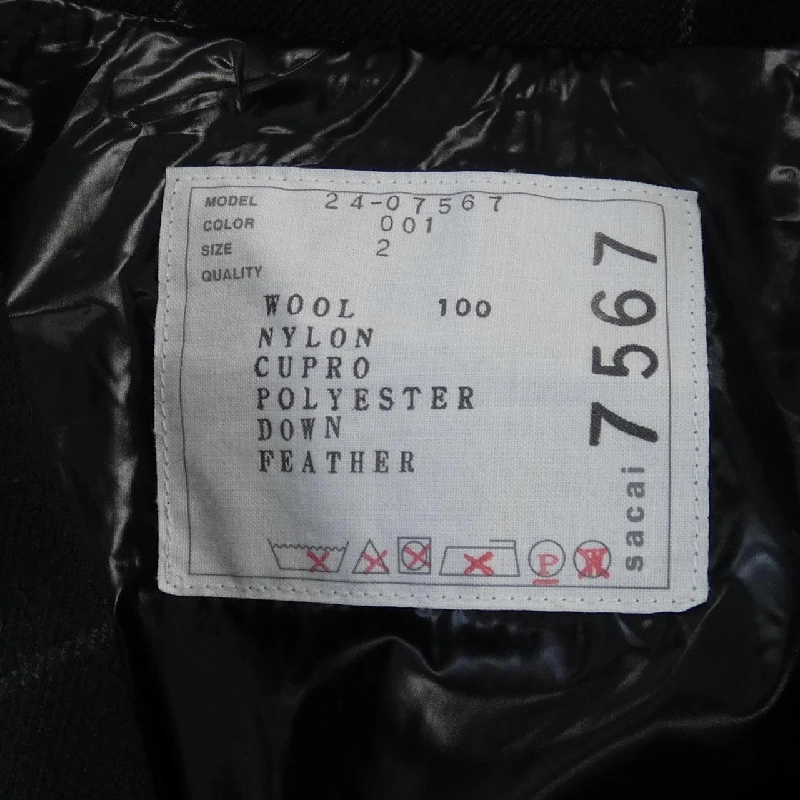 MODEL 24-07567
COLOR 001
SIZE 2
QUALITY
WOOL 100
NYLON
CUPRO
POLYESTER
DOWN
FEATHER
P
W
sacai 7567